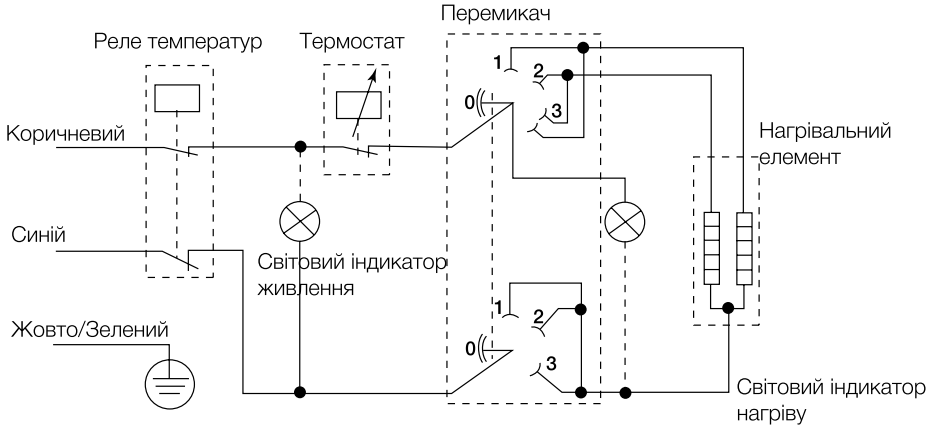 Перемикач
Реле температур
Термостат
1
2
0
3
Коричневий
Нагрівальний
елемент
Синій
Світовий індикатор
живлення
1
2
0
3
Жовто/Зелений
Світовий індикатор
нагріву